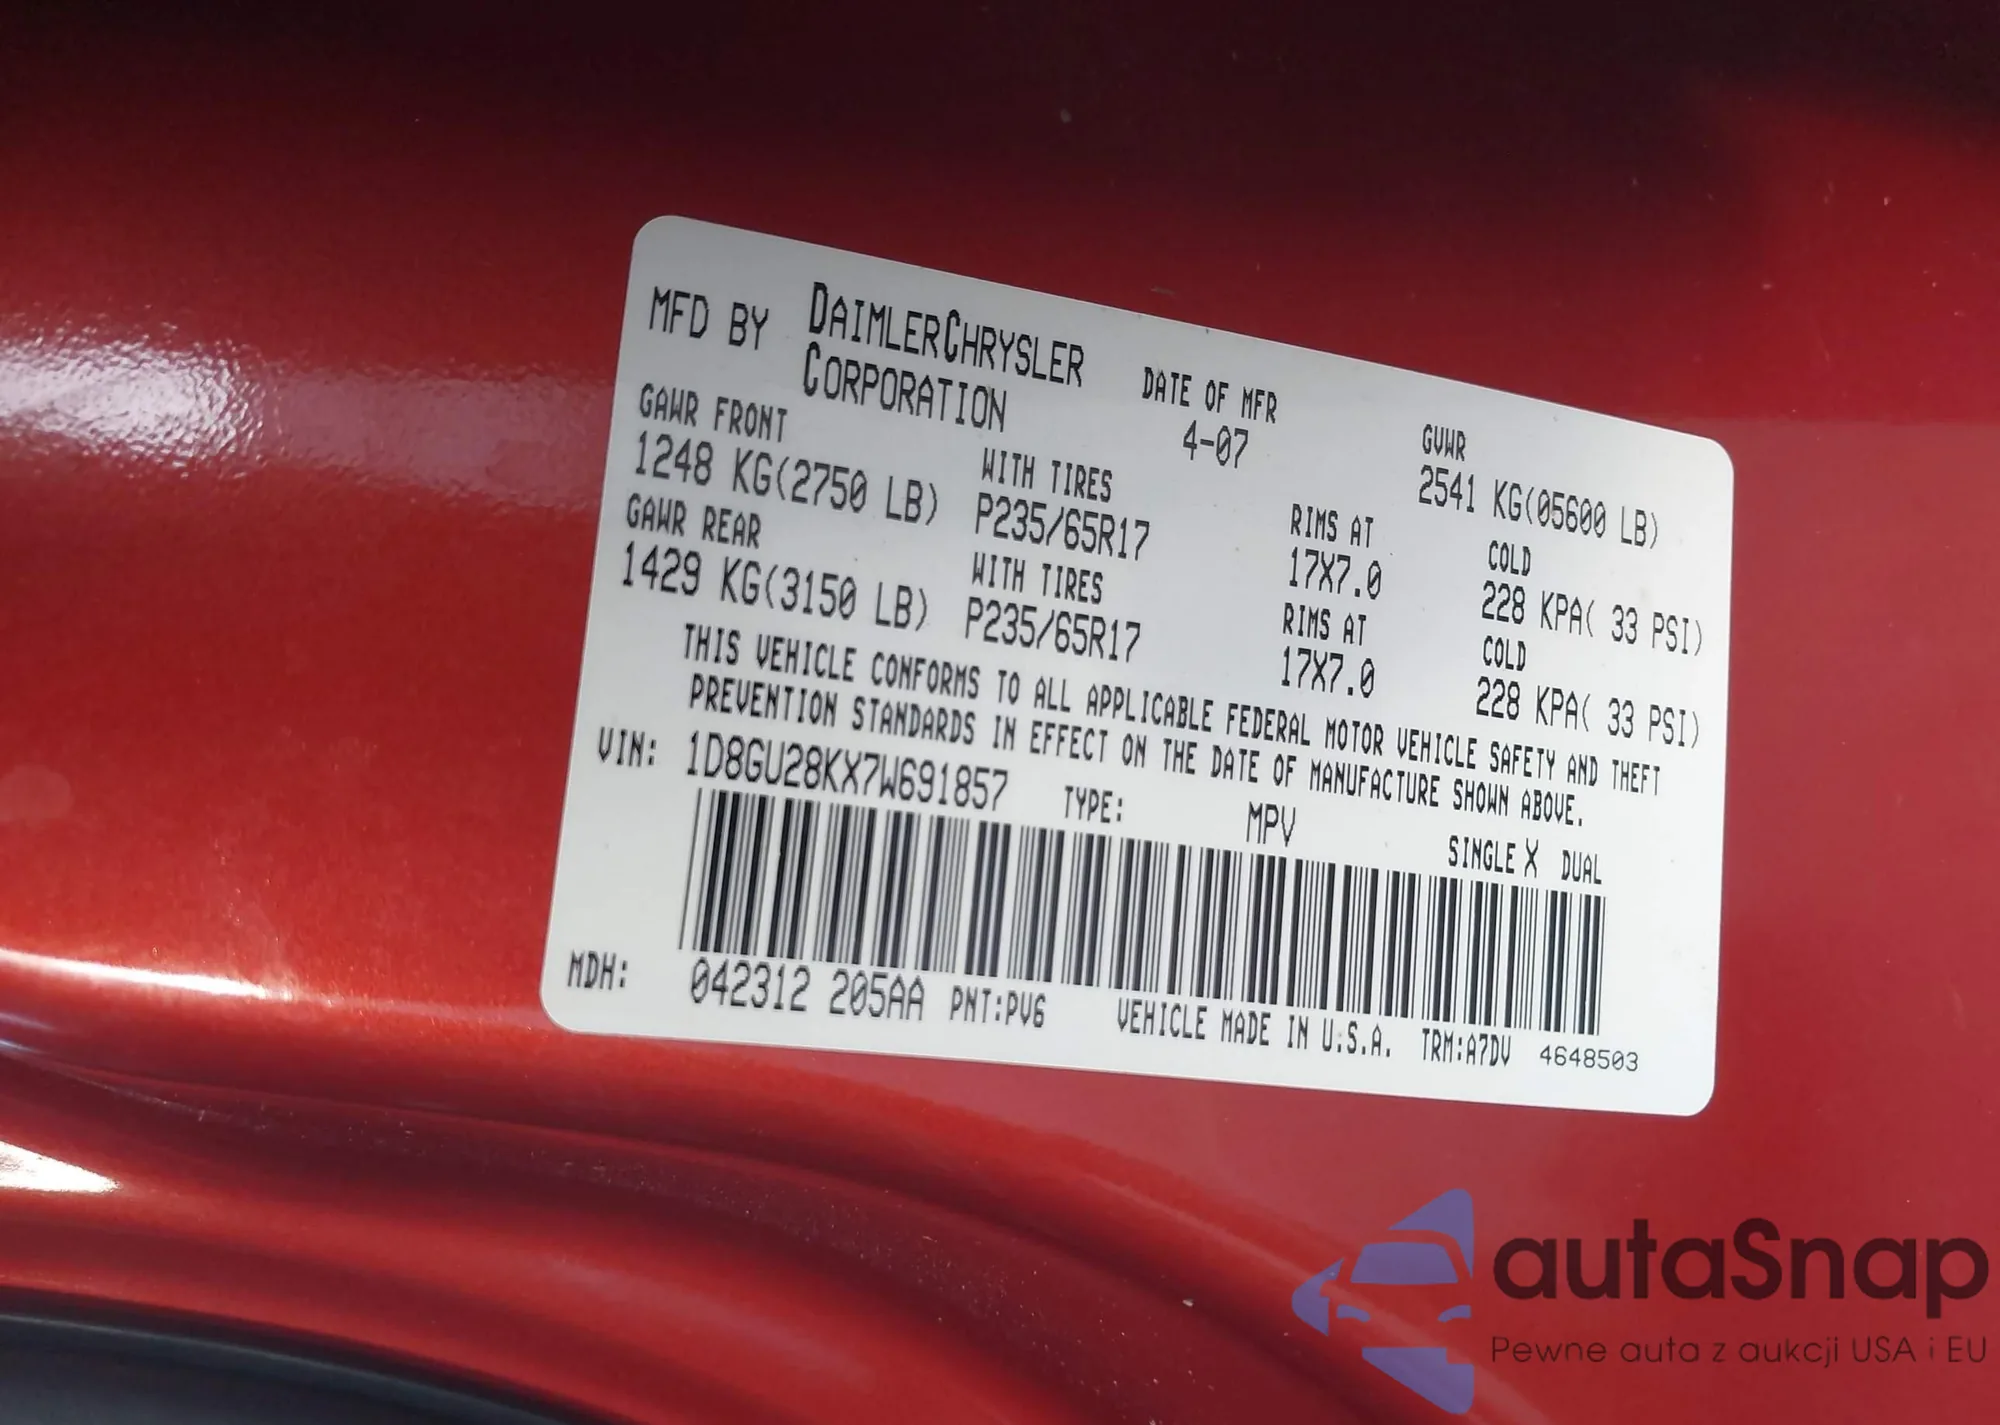 MFD BY DAIMLERCHRYSLER CORPORATION DATE OF MFR 4-07 GVWR 2541 KG(05600 LB)
GAWR FRONT WITH TIRES RIMS AT COLD
1248 KG(2750 LB) P235/65R17 17X7.0 228 KPA( 33 PSI)
GAWR REAR WITH TIRES RIMS AT COLD
1429 KG(3150 LB) P235/65R17 17X7.0 228 KPA( 33 PSI)
THIS VEHICLE CONFORMS TO ALL APPLICABLE FEDERAL MOTOR VEHICLE SAFETY AND THEFT
PREVENTION STANDARDS IN EFFECT ON THE DATE OF MANUFACTURE SHOWN ABOVE.
VIN: 1D8GU28KX7W691857 TYPE: MPV SINGLE X DUAL
MDH: 042312 205AA PNT:PV6 VEHICLE MADE IN U.S.A. TRM:A7DV 4648503
autaSnap
Pewne auta z aukcji USA i EU